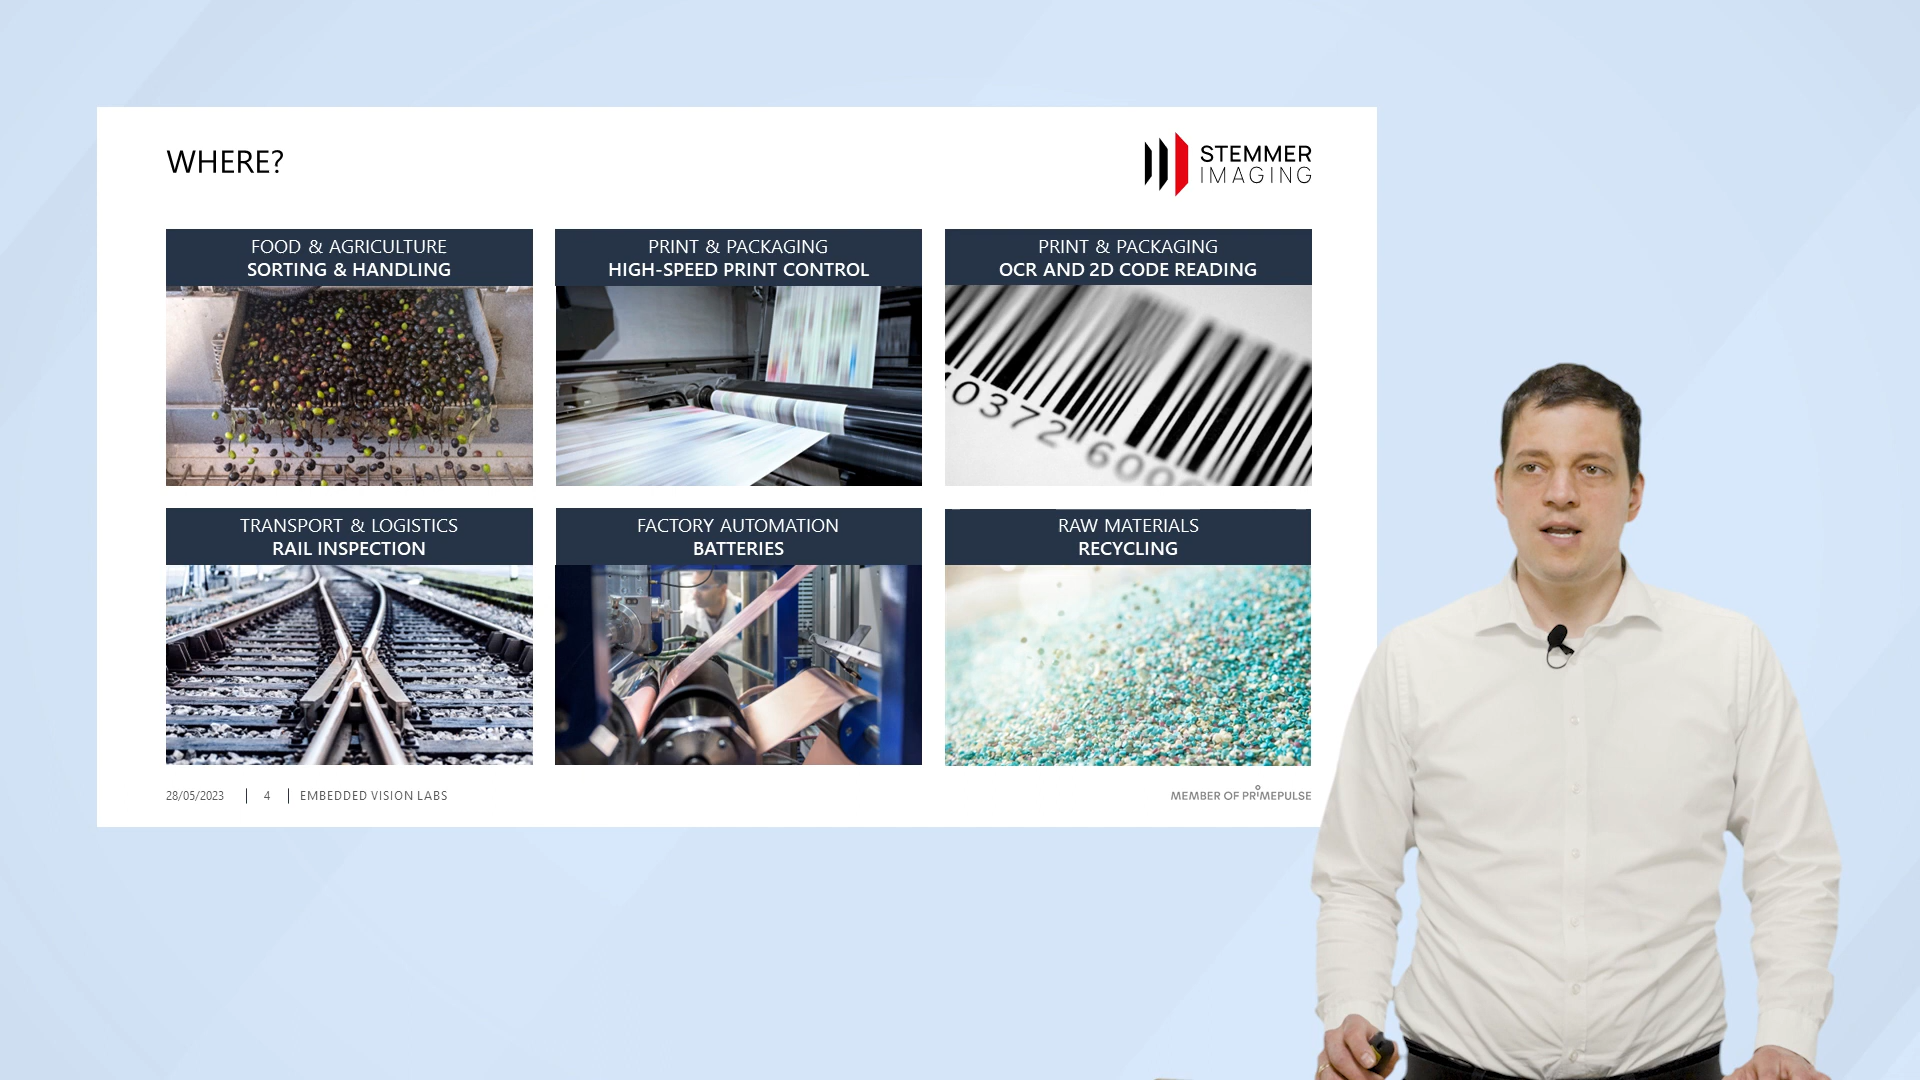 WHERE?
STEMMER
IMAGING
FOOD & AGRICULTURE
SORTING & HANDLING
PRINT & PACKAGING
HIGH-SPEED PRINT CONTROL
PRINT & PACKAGING
OCR AND 2D CODE READING
0372 600
TRANSPORT & LOGISTICS
RAIL INSPECTION
FACTORY AUTOMATION
BATTERIES
RAW MATERIALS
RECYCLING
28/05/2023 | 4 | EMBEDDED VISION LABS
MEMBER OF PRIMEPULSE